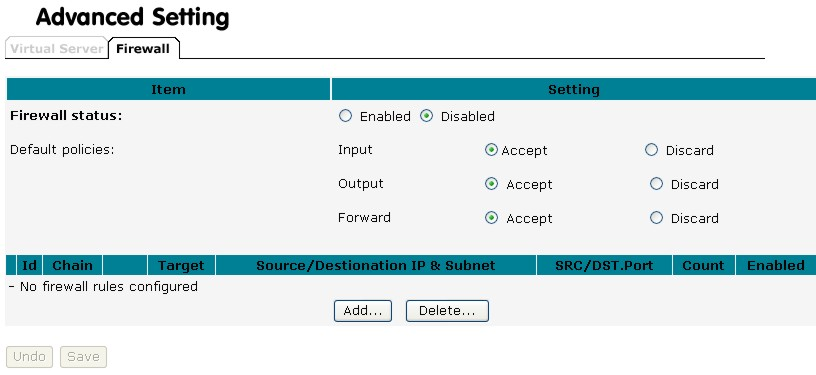 Advanced Setting
Virtual Server Firewall
Item Setting
Firewall status: Enabled Disabled
Default policies: Input Accept Discard
Output Accept Discard
Forward Accept Discard
Id Chain Target Source/Destionation IP & Subnet SRC/DST.Port Count Enabled
- No firewall rules configured
Add... Delete...
Undo Save